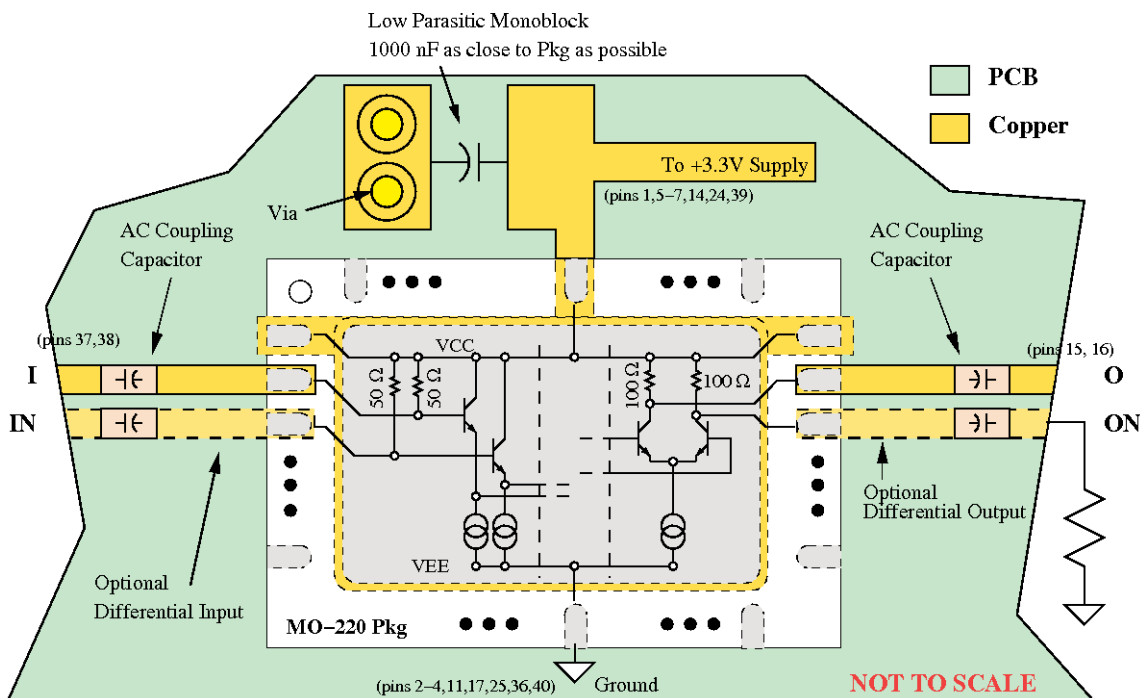 Low Parasitic Monoblock
1000 nF as close to Pkg as possible
PCB
Copper
To +3.3V Supply
(pins 1,5–7,14,24,39)
Via
AC Coupling
Capacitor
AC Coupling
Capacitor
(pins 37,38)
(pins 15, 16)
VCC
I
50 Ω
50 Ω
100 Ω
100 Ω
O
IN
ON
Optional
Differential Output
VEE
Optional
Differential Input
MO–220 Pkg
(pins 2–4,11,17,25,36,40)
Ground
NOT TO SCALE